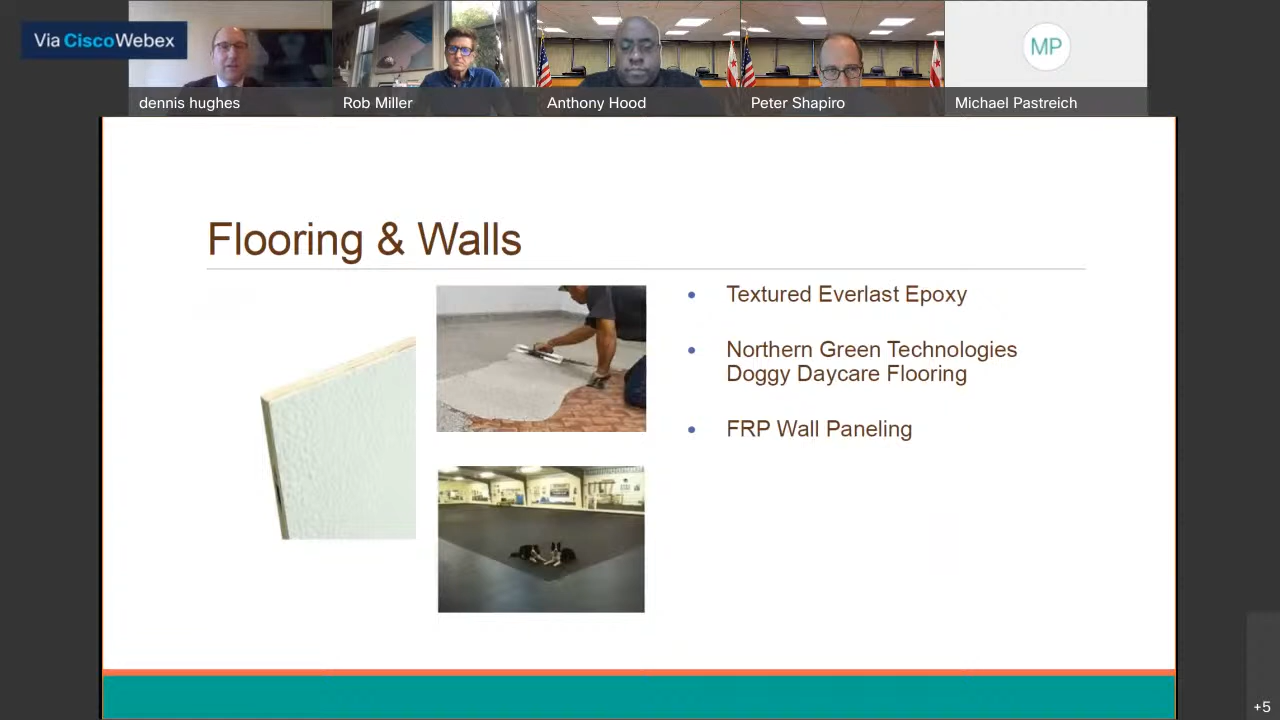 Via CiscoWebex
dennis hughes
Rob Miller
Anthony Hood
Peter Shapiro
MP
Michael Pastreich
Flooring & Walls
• Textured Everlast Epoxy
• Northern Green Technologies
Doggy Daycare Flooring
• FRP Wall Paneling
+5